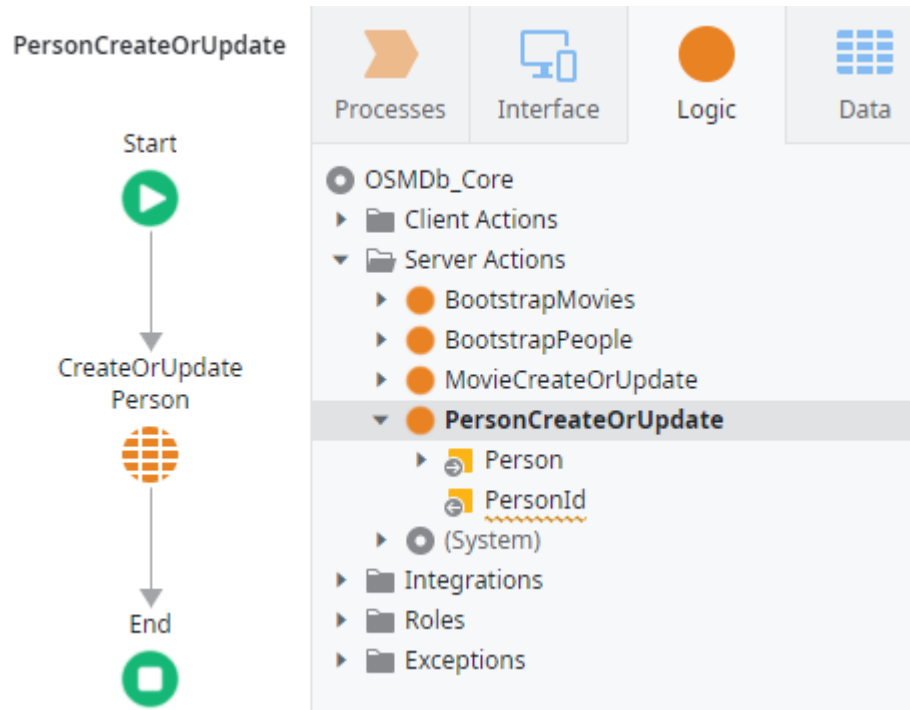 PersonCreateOrUpdate
Start
CreateOrUpdate
Person
End
Processes
Interface
Logic
Data
OSMDb_Core
Client Actions
Server Actions
BootstrapMovies
BootstrapPeople
MovieCreateOrUpdate
PersonCreateOrUpdate
Person
PersonId
(System)
Integrations
Roles
Exceptions